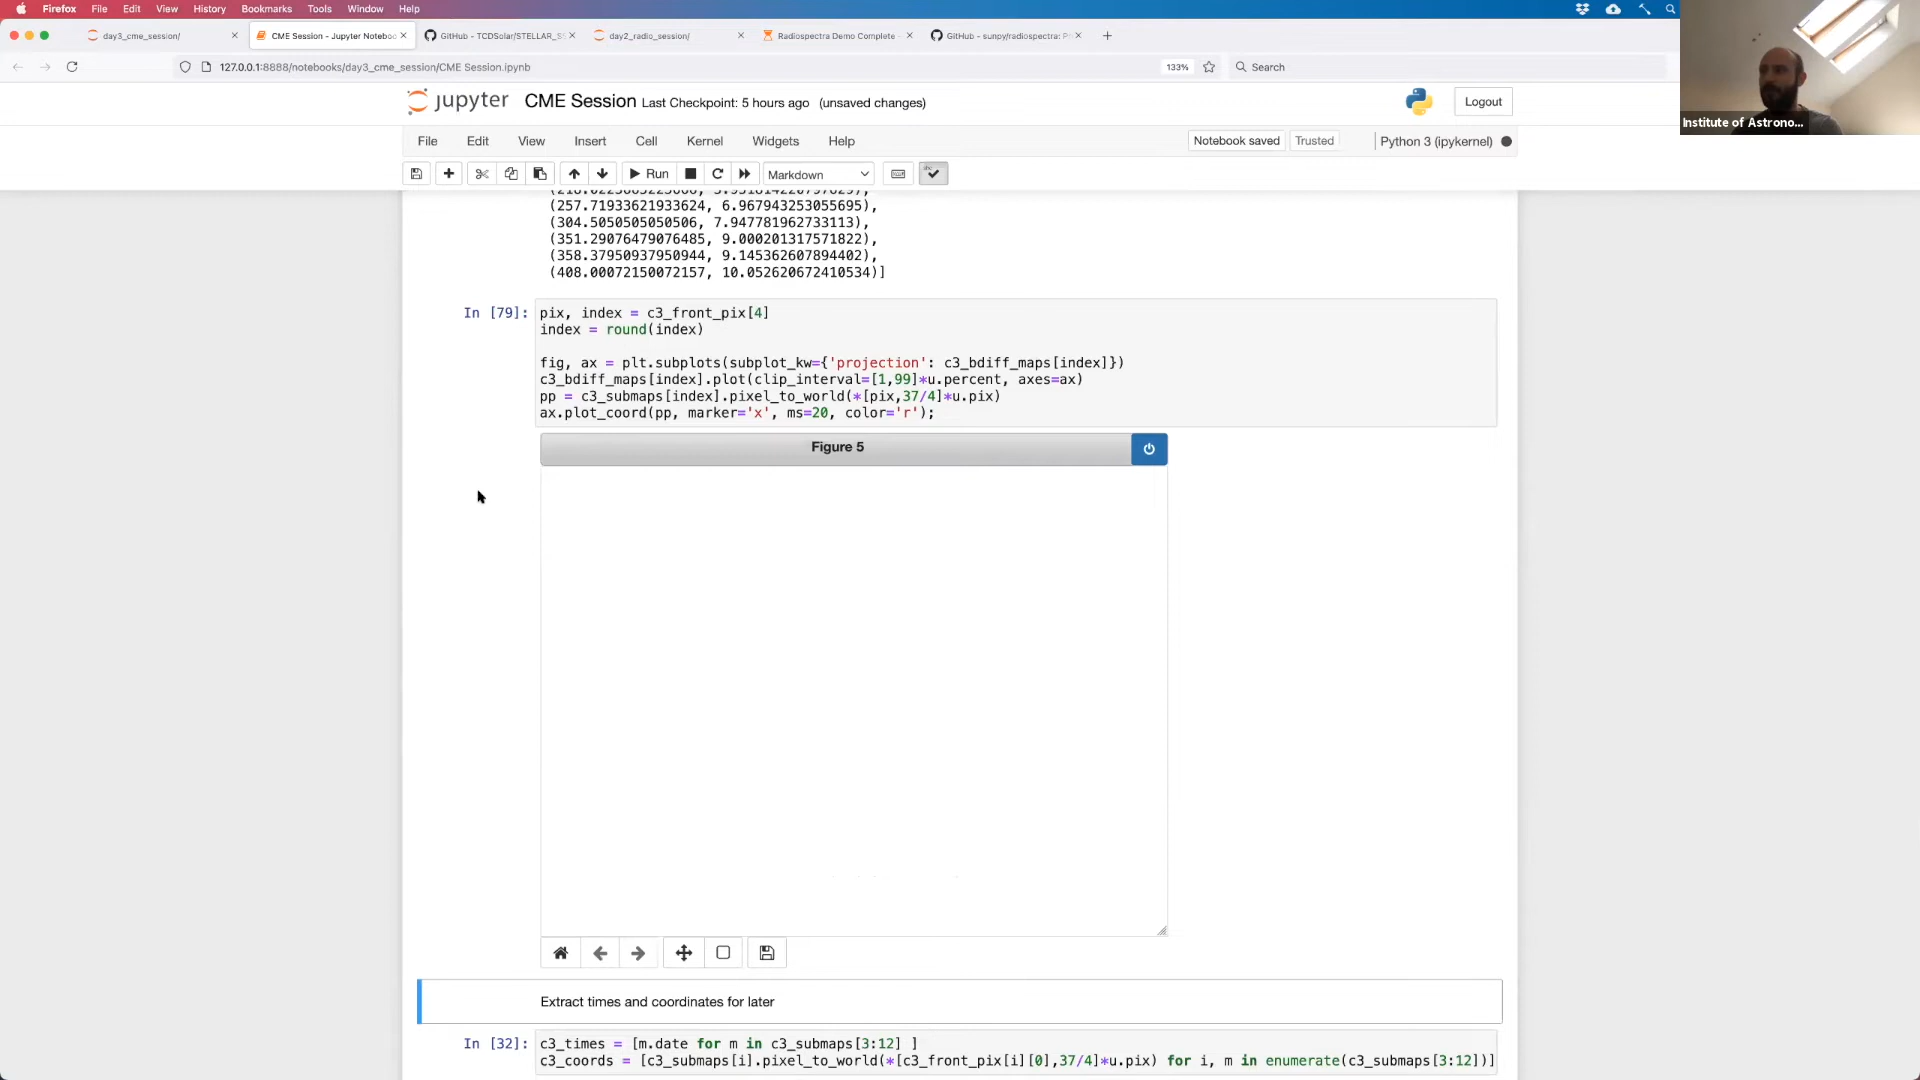 Firefox File Edit View History Bookmarks Tools Window Help
day3_cme_session/ CME Session - Jupyter Noteboo GitHub - TCDSolar/STELLAR_S day2_radio_session/ Radiospectra Demo Complete - GitHub - sunpy/radiospectra: P
127.0.0.1:8888/notebooks/day3_cme_session/CME Session.ipynb 133% Search
Institute of Astrono...
jupyter CME Session Last Checkpoint: 5 hours ago (unsaved changes) Logout
File Edit View Insert Cell Kernel Widgets Help Notebook saved Trusted Python 3 (ipykernel)
Run Markdown
(257.71933621933624, 6.967943253055695),
(304.5050505050506, 7.947781962733113),
(351.29076479076485, 9.000201317571822),
(358.37950937950944, 9.145362607894402),
(408.00072150072157, 10.052620672410534)]
In [79]: pix, index = c3_front_pix[4]
index = round(index)
fig, ax = plt.subplots(subplot_kw={'projection': c3_bdiff_maps[index]})
c3_bdiff_maps[index].plot(clip_interval=[1,99]*u.percent, axes=ax)
pp = c3_submaps[index].pixel_to_world(*[pix,37/4]*u.pix)
ax.plot_coord(pp, marker='x', ms=20, color='r');
Figure 5
Extract times and coordinates for later
In [32]: c3_times = [m.date for m in c3_submaps[3:12] ]
c3_coords = [c3_submaps[i].pixel_to_world(*[c3_front_pix[i][0],37/4]*u.pix) for i, m in enumerate(c3_submaps[3:12])]